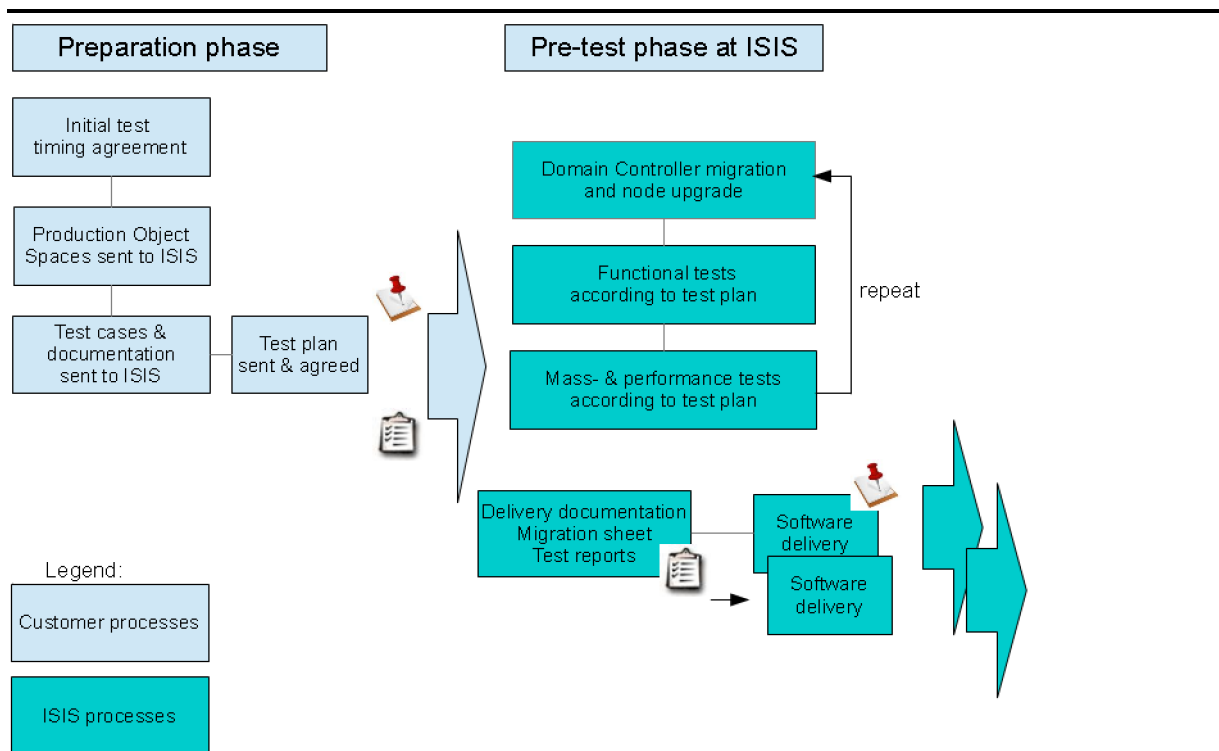 Preparation phase
Initial test
timing agreement
Production Object
Spaces sent to ISIS
Test cases &
documentation
sent to ISIS
Test plan
sent & agreed
Pre-test phase at ISIS
Domain Controller migration
and node upgrade
Functional tests
according to test plan
Mass- & performance tests
according to test plan
repeat
Delivery documentation
Migration sheet
Test reports
Software
delivery
Software
delivery
Legend:
Customer processes
ISIS processes